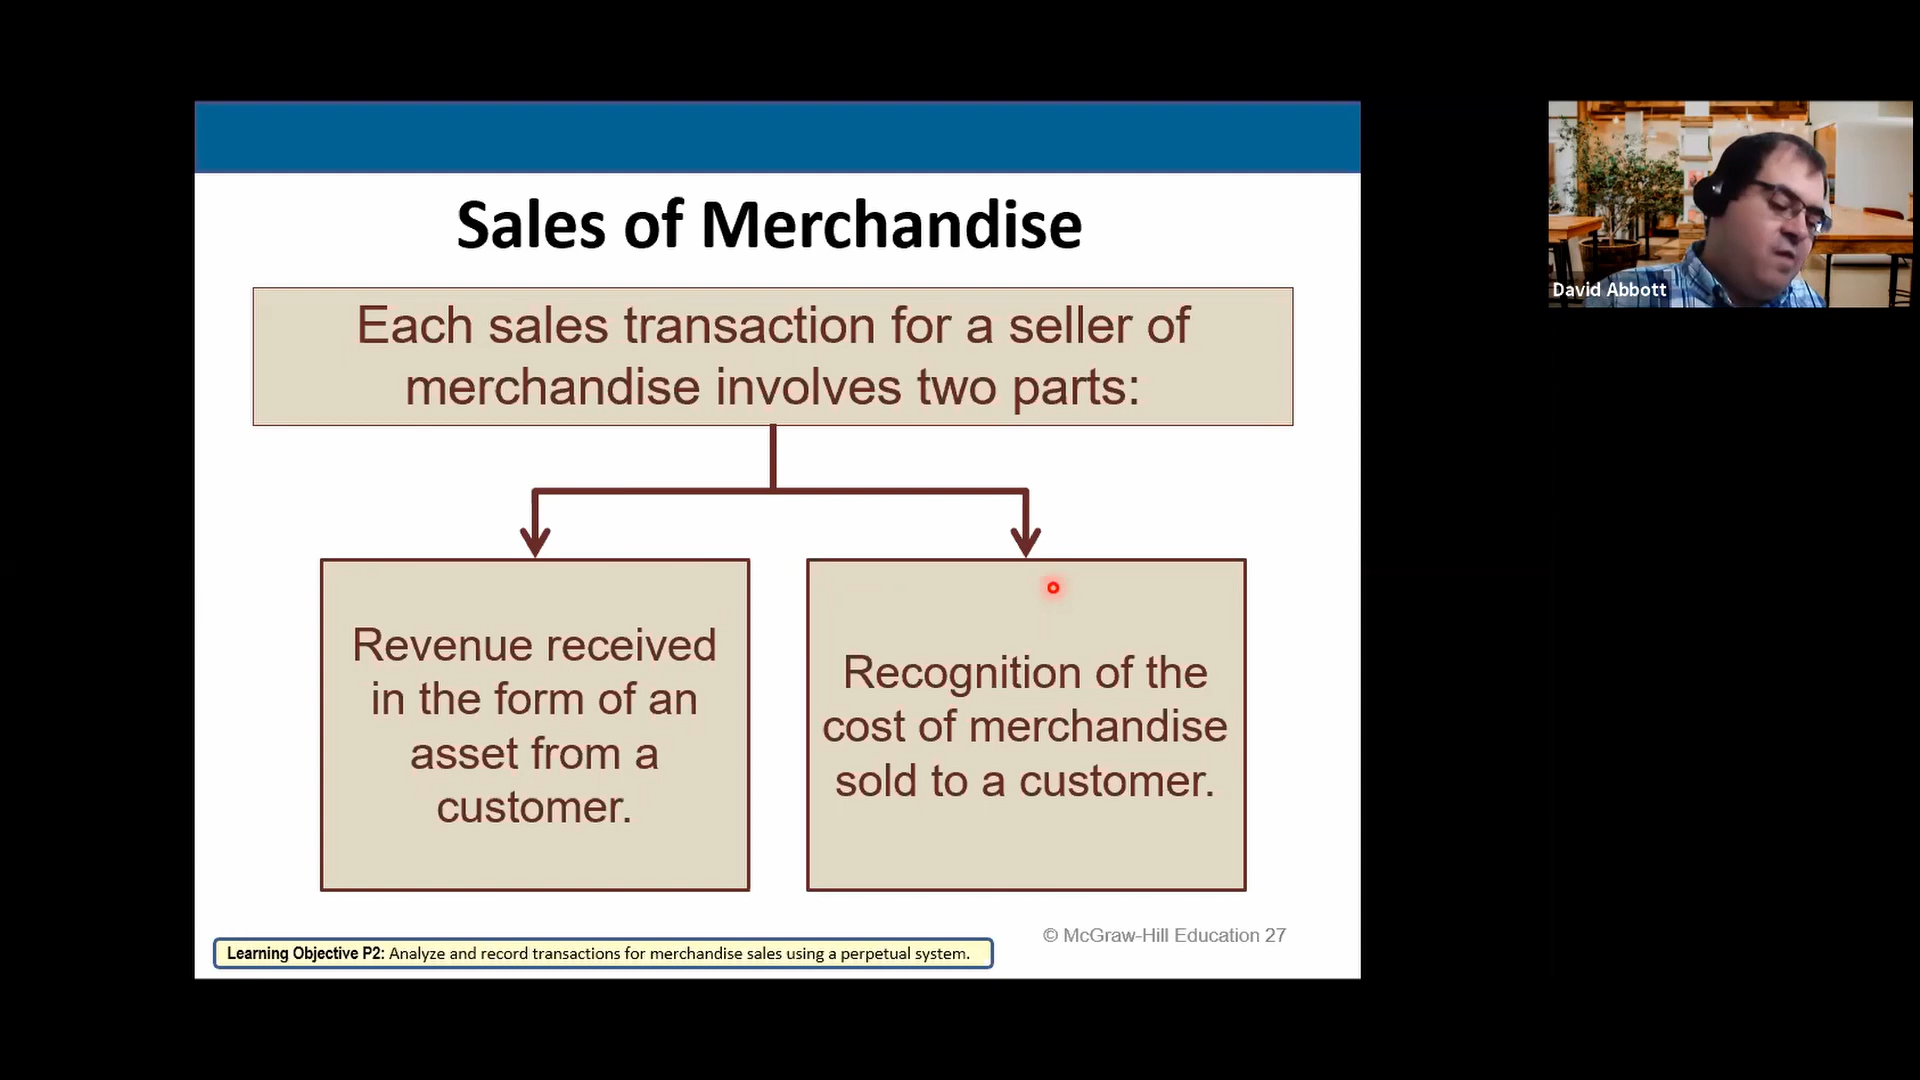 Sales of Merchandise
Each sales transaction for a seller of
merchandise involves two parts:
Revenue received
in the form of an
asset from a
customer.
Recognition of the
cost of merchandise
sold to a customer.
© McGraw-Hill Education 27
Learning Objective P2: Analyze and record transactions for merchandise sales using a perpetual system.
David Abbott